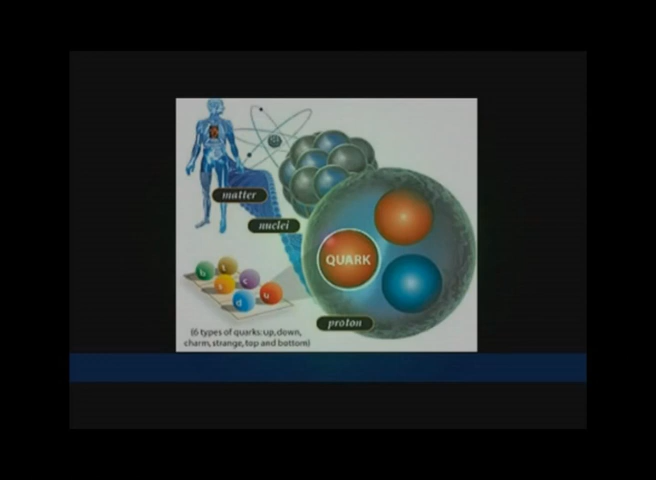 matter
nuclei
QUARK
b
t
s
c
d
u
proton
(6 types of quarks: up, down,
charm, strange, top and bottom)